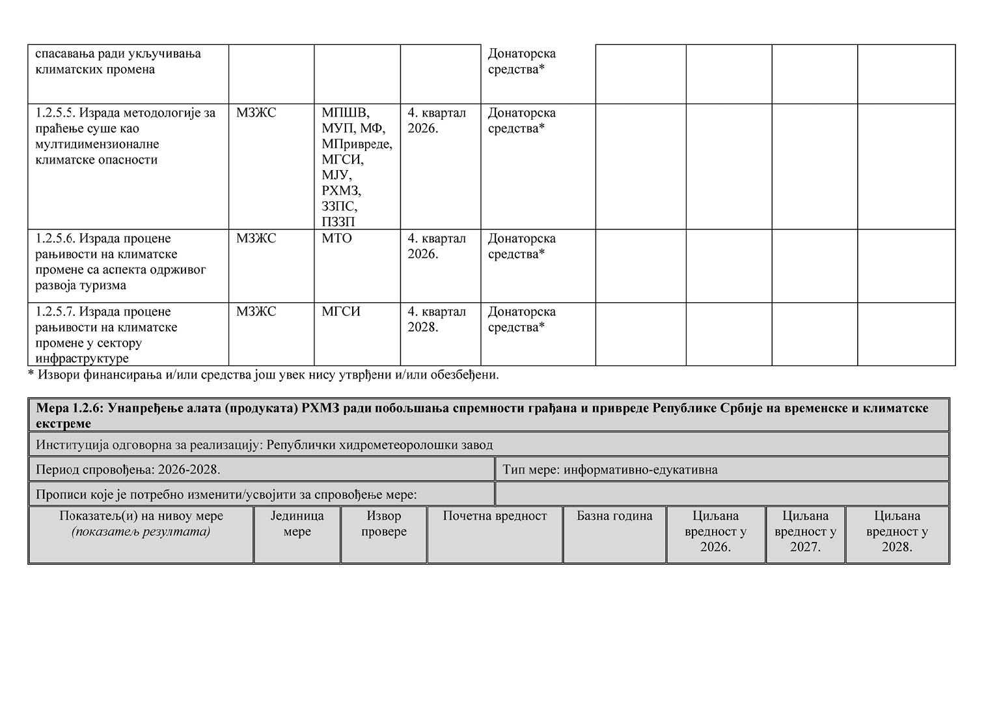 спасавања ради укључивања
климатских промена
Донаторска
средства*
1.2.5.5. Израда методологије за
праћење суше као
мултидимензионалне
климатске опасности
МЗЖС
МПШВ,
МУП, МФ,
МПривреде,
МГСИ,
МЈУ,
РХМЗ,
ЗЗПС,
ПЗЗП
4. квартал
2026.
Донаторска
средства*
1.2.5.6. Израда процене
рањивости на климатске
промене са аспекта одрживог
развоја туризма
МЗЖС
МТО
4. квартал
2026.
Донаторска
средства*
1.2.5.7. Израда процене
рањивости на климатске
промене у сектору
инфраструктуре
МЗЖС
МГСИ
4. квартал
2028.
Донаторска
средства*
* Извори финансирања и/или средства још увек нису утврђени и/или обезбеђени.
Мера 1.2.6: Унапређење алата (продуката) РХМЗ ради побољшања спремности грађана и привреде Републике Србије на временске и климатске
екстреме
Институција одговорна за реализацију: Републички хидрометеоролошки завод
Период спровођења: 2026-2028.
Тип мере: информативно-едукативна
Прописи које је потребно изменити/усвојити за спровођење мере:
Показатељ(и) на нивоу мере
(показатељ резултата)
Јединица
мере
Извор
провере
Почетна вредност
Базна година
Циљана
вредност у
2026.
Циљана
вредност у
2027.
Циљана
вредност у
2028.